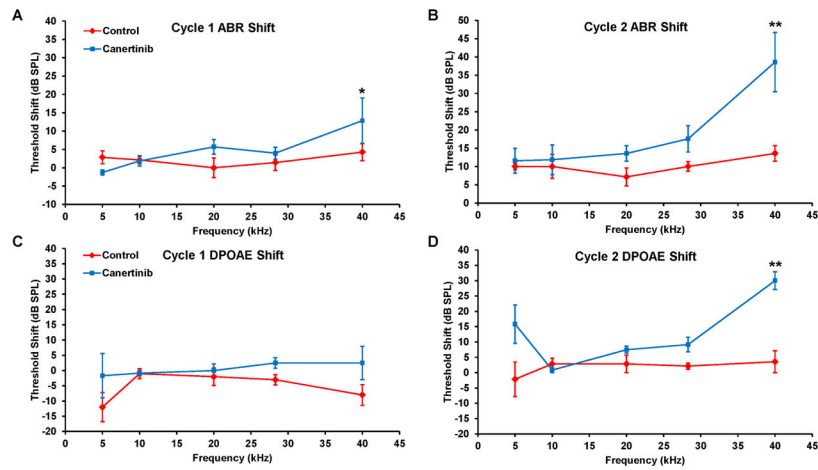 A
Cycle 1 ABR Shift
Control
Canertinib
*
Threshold Shift (dB SPL)
40
35
30
25
20
15
10
5
0
-5
-10
0 5 10 15 20 25 30 35 40 45
Frequency (kHz)
B
Cycle 2 ABR Shift
**
Threshold Shift (dB SPL)
50
45
40
35
30
25
20
15
10
5
0
0 5 10 15 20 25 30 35 40 45
Frequency (kHz)
C
Cycle 1 DPOAE Shift
Control
Canertinib
Threshold Shift (dB SPL)
40
35
30
25
20
15
10
5
0
-5
-10
-15
-20
0 5 10 15 20 25 30 35 40 45
Frequency (kHz)
D
Cycle 2 DPOAE Shift
**
Threshold Shift (dB SPL)
40
35
30
25
20
15
10
5
0
-5
-10
-15
-20
0 5 10 15 20 25 30 35 40 45
Frequency (kHz)